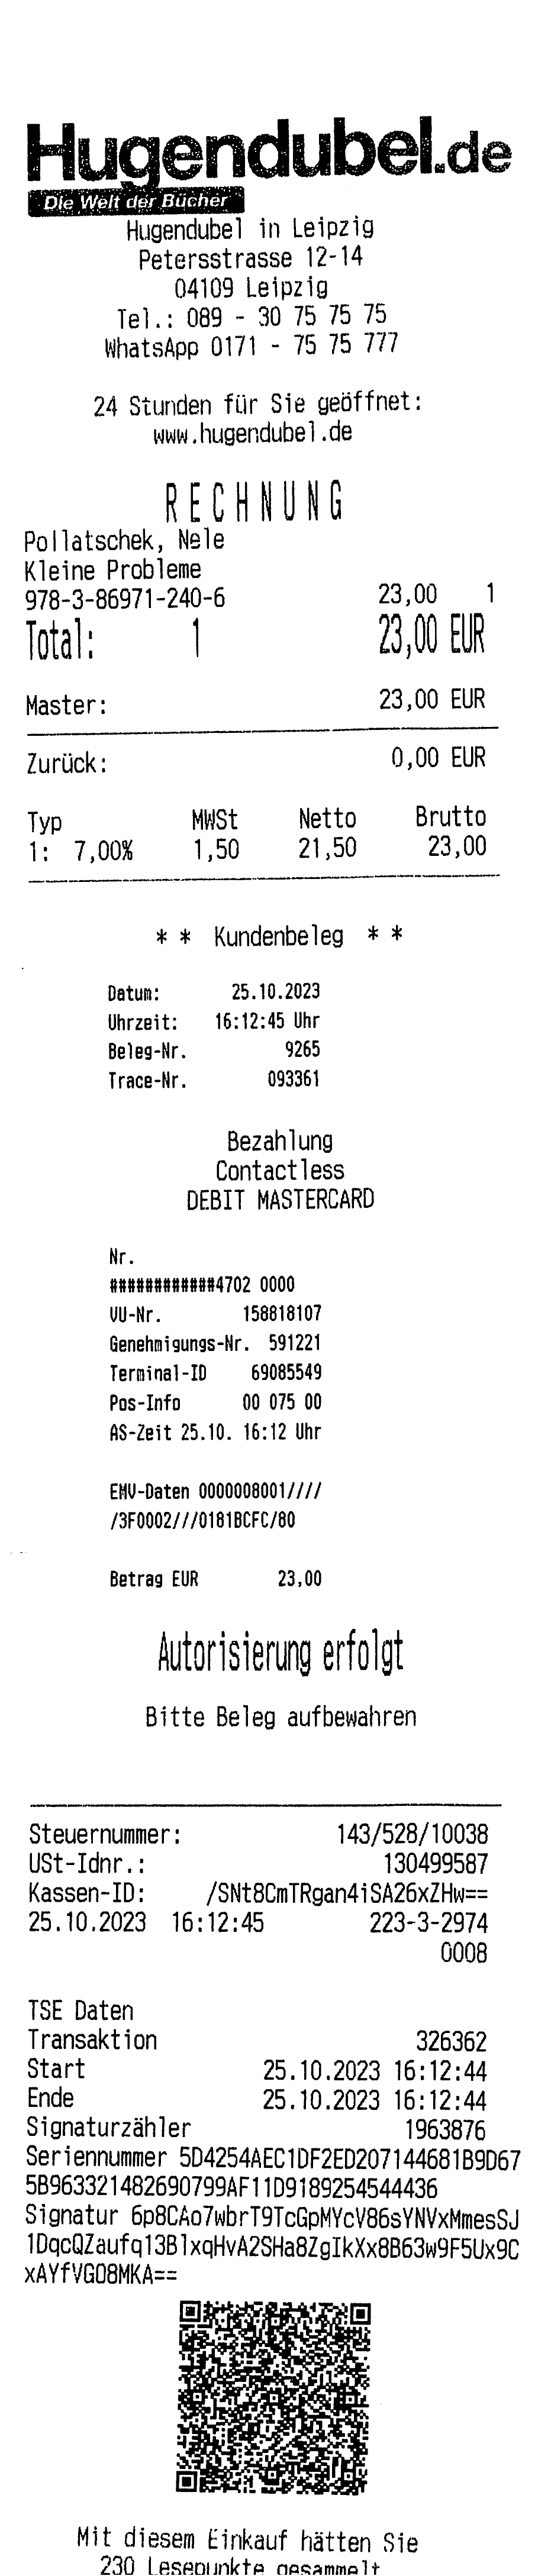 Hugendubel.de
Die Welt der Bücher
Hugendubel in Leipzig
Petersstrasse 12-14
04109 Leipzig
Tel.: 089 - 30 75 75 75
WhatsApp 0171 - 75 75 777
24 Stunden für Sie geöffnet:
www.hugendubel.de
RECHNUNG
Pollatschek, Nele
Kleine Probleme
978-3-86971-240-6 23,00 1
Total: 1 23,00 EUR
Master: 23,00 EUR
Zurück: 0,00 EUR
Typ MWSt Netto Brutto
1: 7,00% 1,50 21,50 23,00
* * Kundenbeleg * *
Datum: 25.10.2023
Uhrzeit: 16:12:45 Uhr
Beleg-Nr. 9265
Trace-Nr. 093361
Bezahlung
Contactless
DEBIT MASTERCARD
Nr.
############4702 0000
VU-Nr. 158818107
Genehmigungs-Nr. 591221
Terminal-ID 69085549
Pos-Info 00 075 00
AS-Zeit 25.10. 16:12 Uhr
EMV-Daten 0000008001////
/3F0002///0181BCFC/80
Betrag EUR 23,00
Autorisierung erfolgt
Bitte Beleg aufbewahren
Steuernummer: 143/528/10038
USt-Idnr.: 130499587
Kassen-ID: /SNt8CmTRgan4iSA26xZHw==
25.10.2023 16:12:45 223-3-2974
0008
TSE Daten
Transaktion 326362
Start 25.10.2023 16:12:44
Ende 25.10.2023 16:12:44
Signaturzähler 1963876
Seriennummer 5D4254AEC1DF2ED207144681B9D67
5B963321482690799AF11D9189254544436
Signatur 6p8CAo7wbrT9TcGpMYcV86sYNVxMmesSJ
1DqcQZaufq13BlxqHvA2SHa8ZgIkXx8B63w9F5Ux9C
xAYfVGO8MKA==
Mit diesem Einkauf hätten Sie
230 Lesepunkte gesammelt